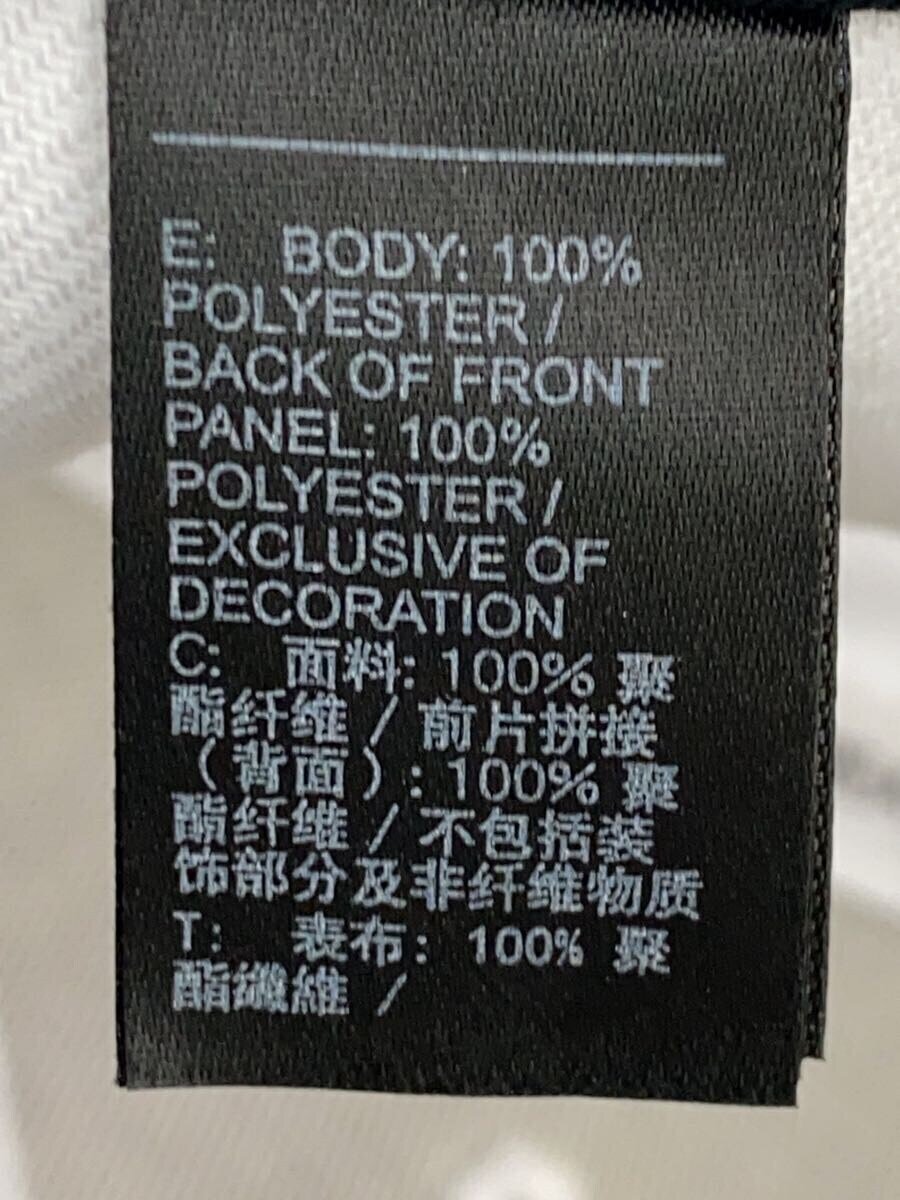 E: BODY: 100%
POLYESTER /
BACK OF FRONT
PANEL: 100%
POLYESTER /
EXCLUSIVE OF
DECORATION
C: 面料: 100% 聚
酯纤维 / 前片拼接
（背面）: 100% 聚
酯纤维 / 不包括装
饰部分及非纤维物质
T: 表布: 100% 聚
酯纖維 /